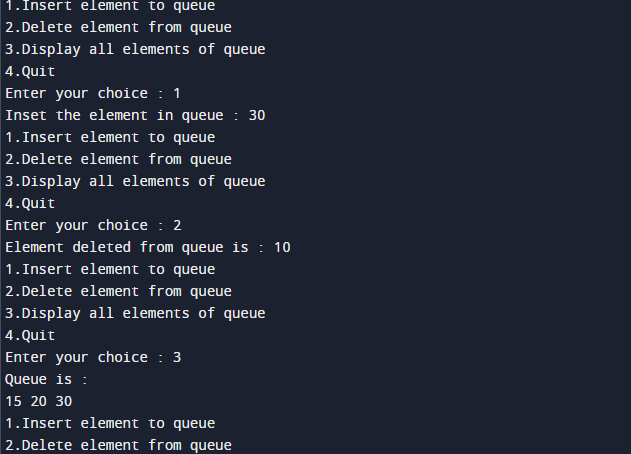 1.Insert element to queue
2.Delete element from queue
3.Display all elements of queue
4.Quit
Enter your choice : 1
Inset the element in queue : 30
1.Insert element to queue
2.Delete element from queue
3.Display all elements of queue
4.Quit
Enter your choice : 2
Element deleted from queue is : 10
1.Insert element to queue
2.Delete element from queue
3.Display all elements of queue
4.Quit
Enter your choice : 3
Queue is :
15 20 30
1.Insert element to queue
2.Delete element from queue